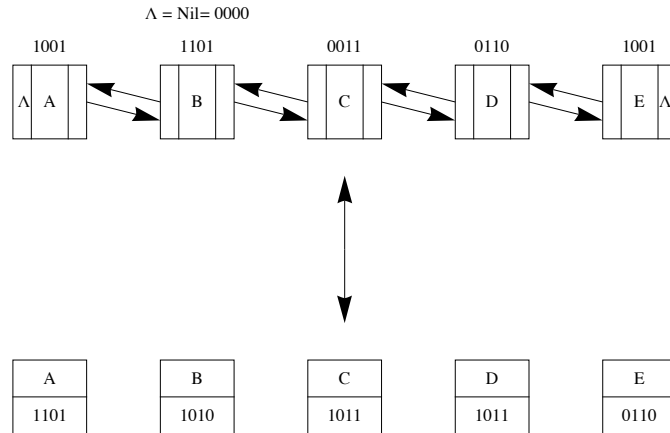 Λ = Nil= 0000
1001 1101 0011 0110 1001
Λ A B C D E Λ
A B C D E
1101 1010 1011 1011 0110